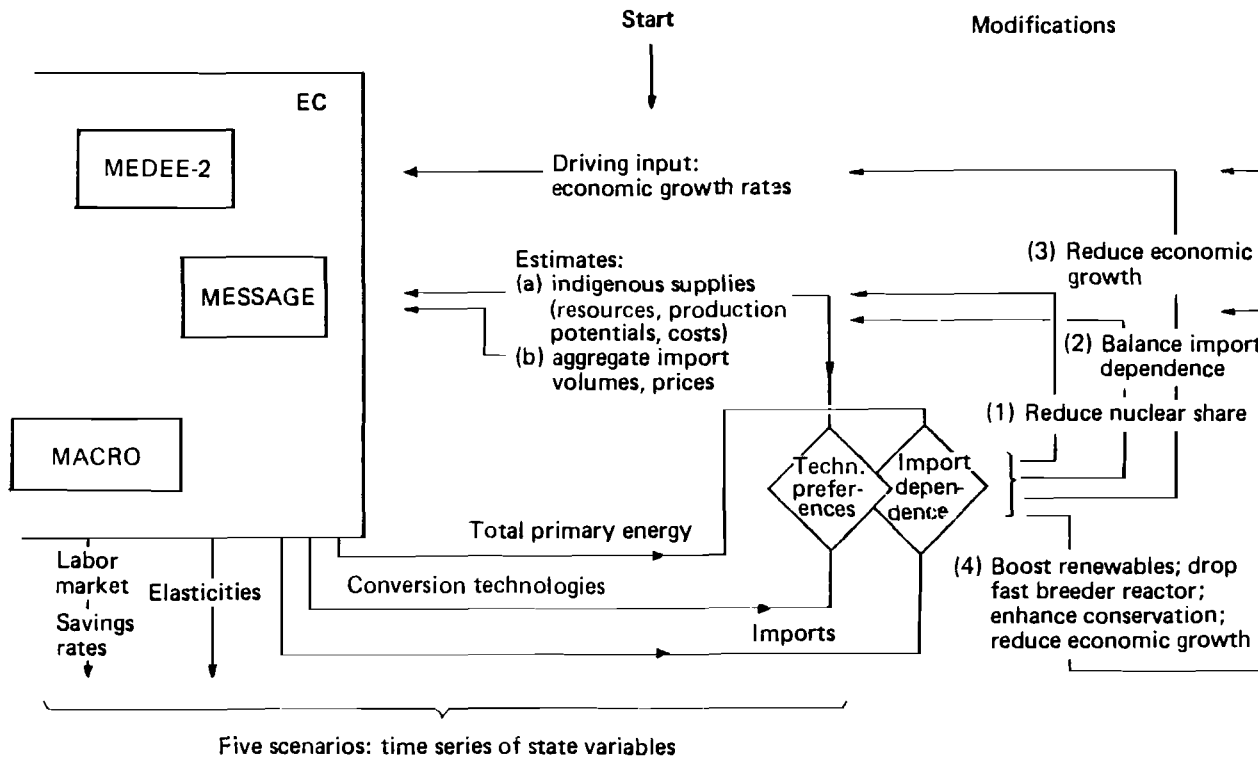 Start
Modifications
EC
MEDEE-2
MESSAGE
MACRO
Driving input:
economic growth rates
Estimates:
(a) indigenous supplies
(resources, production
potentials, costs)
(b) aggregate import
volumes, prices
(3) Reduce economic
growth
(2) Balance import
dependence
(1) Reduce nuclear share
Techn.
prefer-
ences
Import
depen-
dence
Total primary energy
Conversion technologies
Imports
Labor
market
Savings
rates
Elasticities
(4) Boost renewables; drop
fast breeder reactor;
enhance conservation;
reduce economic growth
Five scenarios: time series of state variables